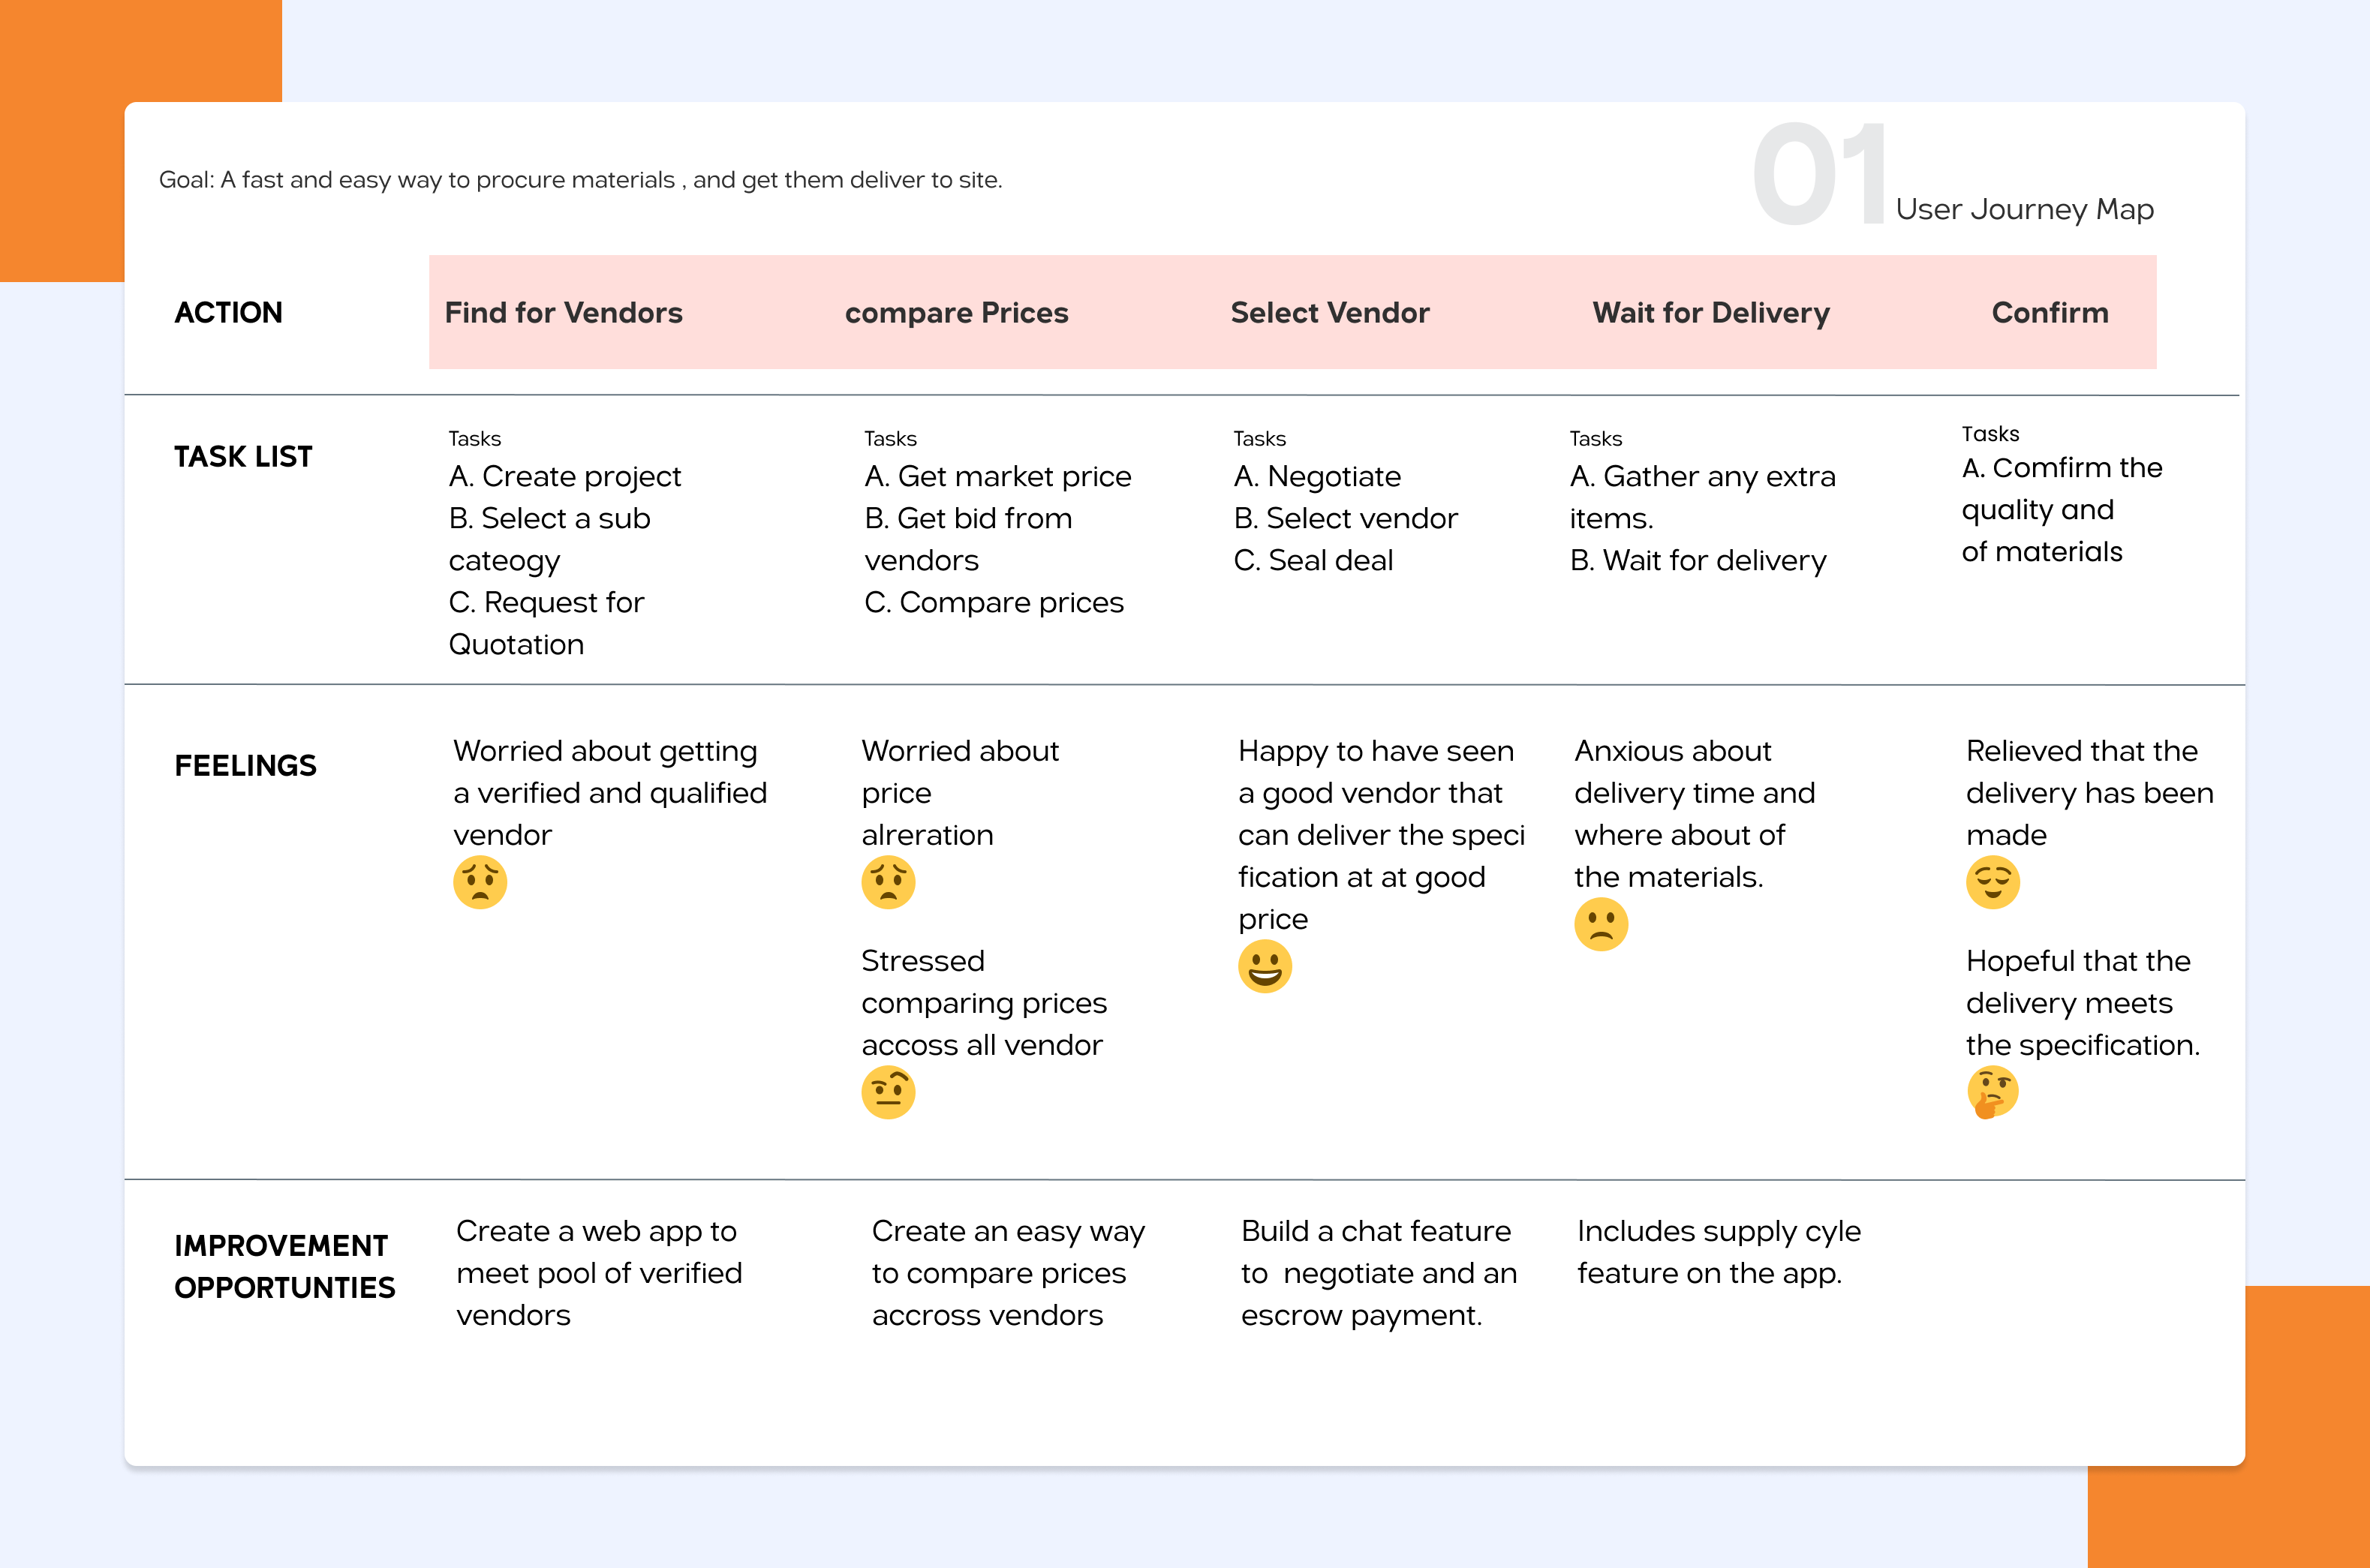 Goal: A fast and easy way to procure materials , and get them deliver to site.
01 User Journey Map
ACTION
Find for Vendors
compare Prices
Select Vendor
Wait for Delivery
Confirm
TASK LIST
Tasks
A. Create project
B. Select a sub
cateogy
C. Request for
Quotation
Tasks
A. Get market price
B. Get bid from
vendors
C. Compare prices
Tasks
A. Negotiate
B. Select vendor
C. Seal deal
Tasks
A. Gather any extra
items.
B. Wait for delivery
Tasks
A. Comfirm the
quality and
of materials
FEELINGS
Worried about getting
a verified and qualified
vendor
Worried about
price
alreration
Stressed
comparing prices
accoss all vendor
Happy to have seen
a good vendor that
can deliver the speci
fication at at good
price
Anxious about
delivery time and
where about of
the materials.
Relieved that the
delivery has been
made
Hopeful that the
delivery meets
the specification.
IMPROVEMENT
OPPORTUNTIES
Create a web app to
meet pool of verified
vendors
Create an easy way
to compare prices
accross vendors
Build a chat feature
to  negotiate and an
escrow payment.
Includes supply cyle
feature on the app.